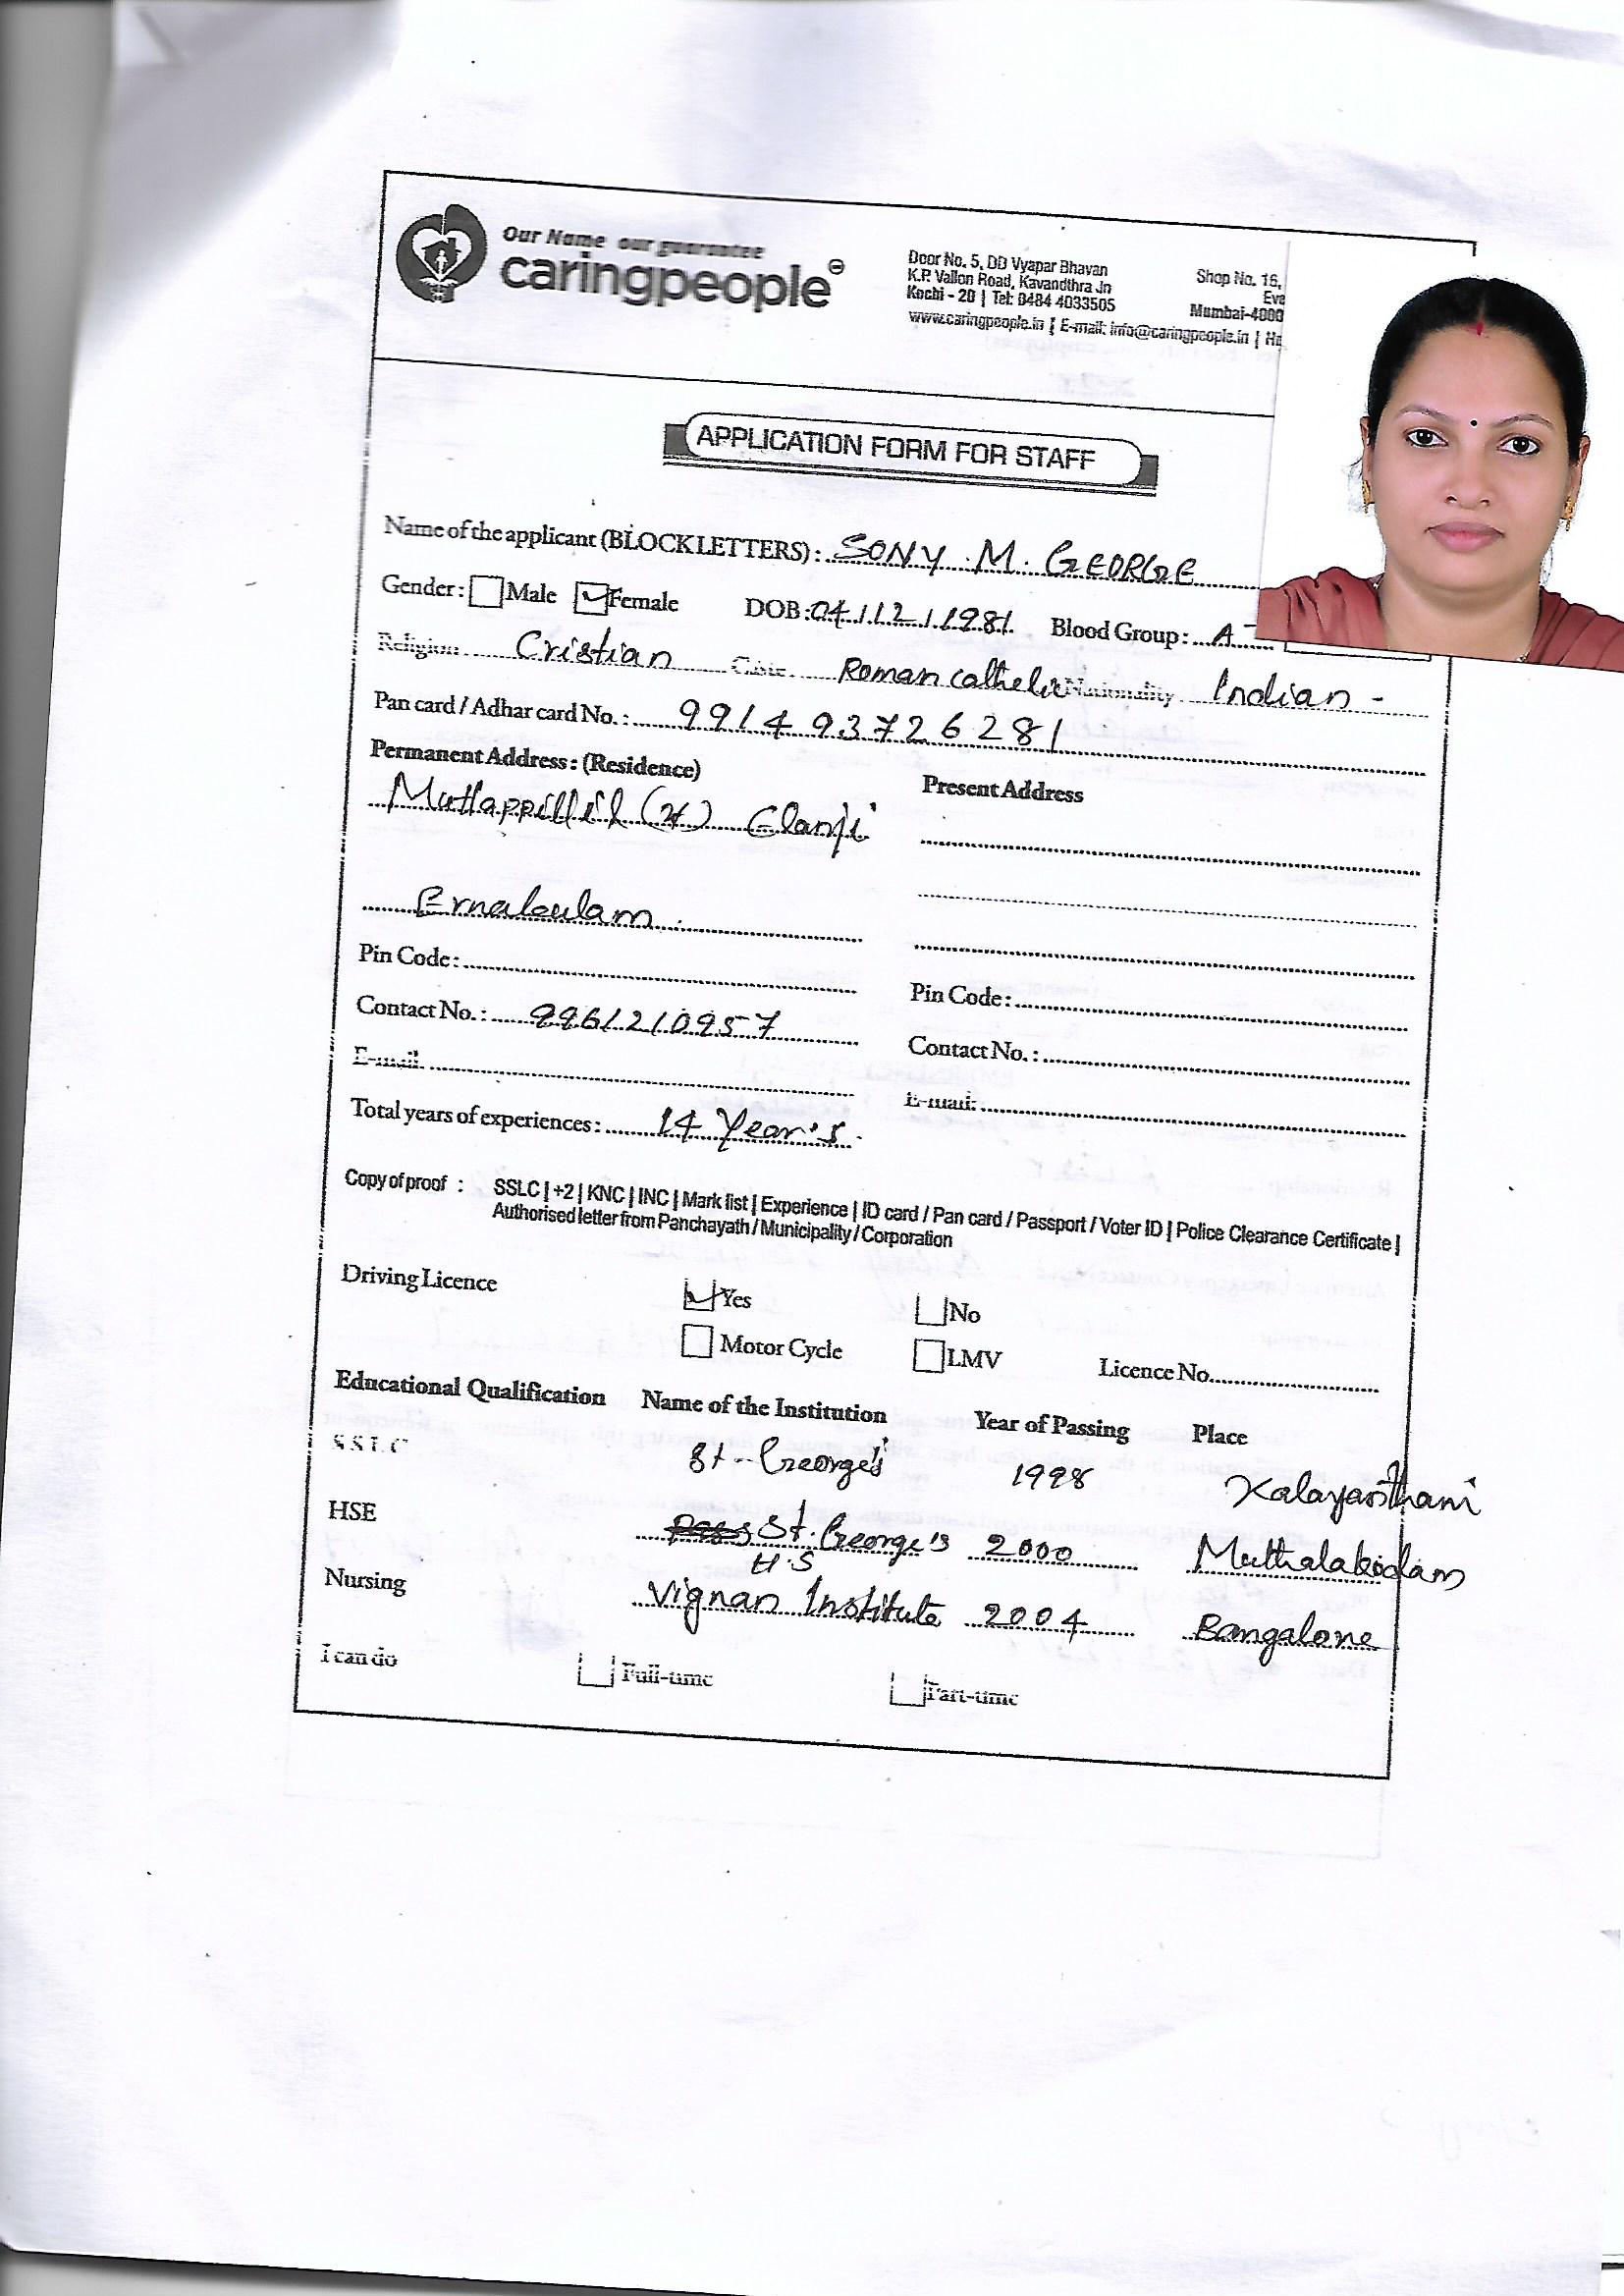 Our Name our guarantee
caringpeople
Door No. 5, DD Vyapar Bhavan
K.P. Vallon Road, Kavandthra Jn
Kochi - 20 | Tel: 0484 4033505
www.caringpeople.in | E-mail: info@caringpeople.in |
Shop No. 16,
Eve
Mumbai-4000
APPLICATION FORM FOR STAFF
Name of the applicant (BLOCK LETTERS) : SONY M. GEORGE
Gender : Male Female DOB : 04/12/1981 Blood Group : A
Religion Cristian Caste Roman catholic Nationality Indian -
Pan card / Adhar card No. : 991493726281
Permanent Address : (Residence) Present Address
Muttappillil (H) Elanji
Ernakulam
Pin Code : Pin Code :
Contact No. : 9961210957 Contact No. :
E-mail: E-mail:
Total years of experiences : 14 Year's
Copy of proof : SSLC | +2 | KNC | INC | Mark list | Experience | ID card / Pan card / Passport / Voter ID | Police Clearance Certificate |
Authorised letter from Panchayath / Municipality / Corporation
Driving Licence Yes No
Motor Cycle LMV Licence No.
Educational Qualification Name of the Institution Year of Passing Place
SSLC St. George's 1998 Kalayanthani
HSE St. George's 2000 Muthalakodam
H.S
Nursing Vignan Institute 2004 Bangalone
I can do Full-time Part-time